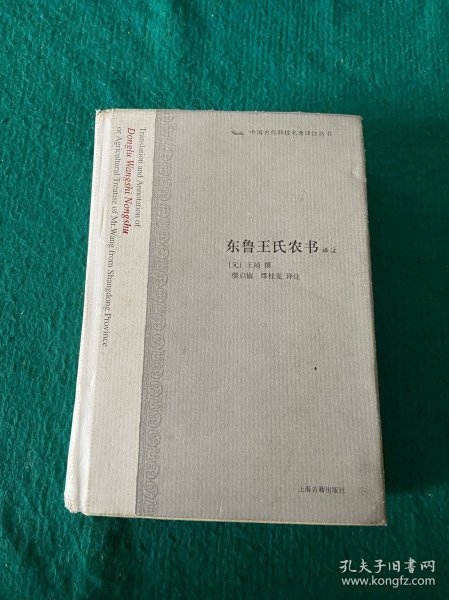 中国古代科技名著译注丛书
Translation and Annotation of
Donglu Wangshi Nongshu
or Agricultural Treatise of Mr. Wang from Shangdong Province
东鲁王氏农书 译注
[元] 王祯 撰
缪启愉 缪桂龙 译注
上海古籍出版社
孔夫子旧书网
www.kongfz.com